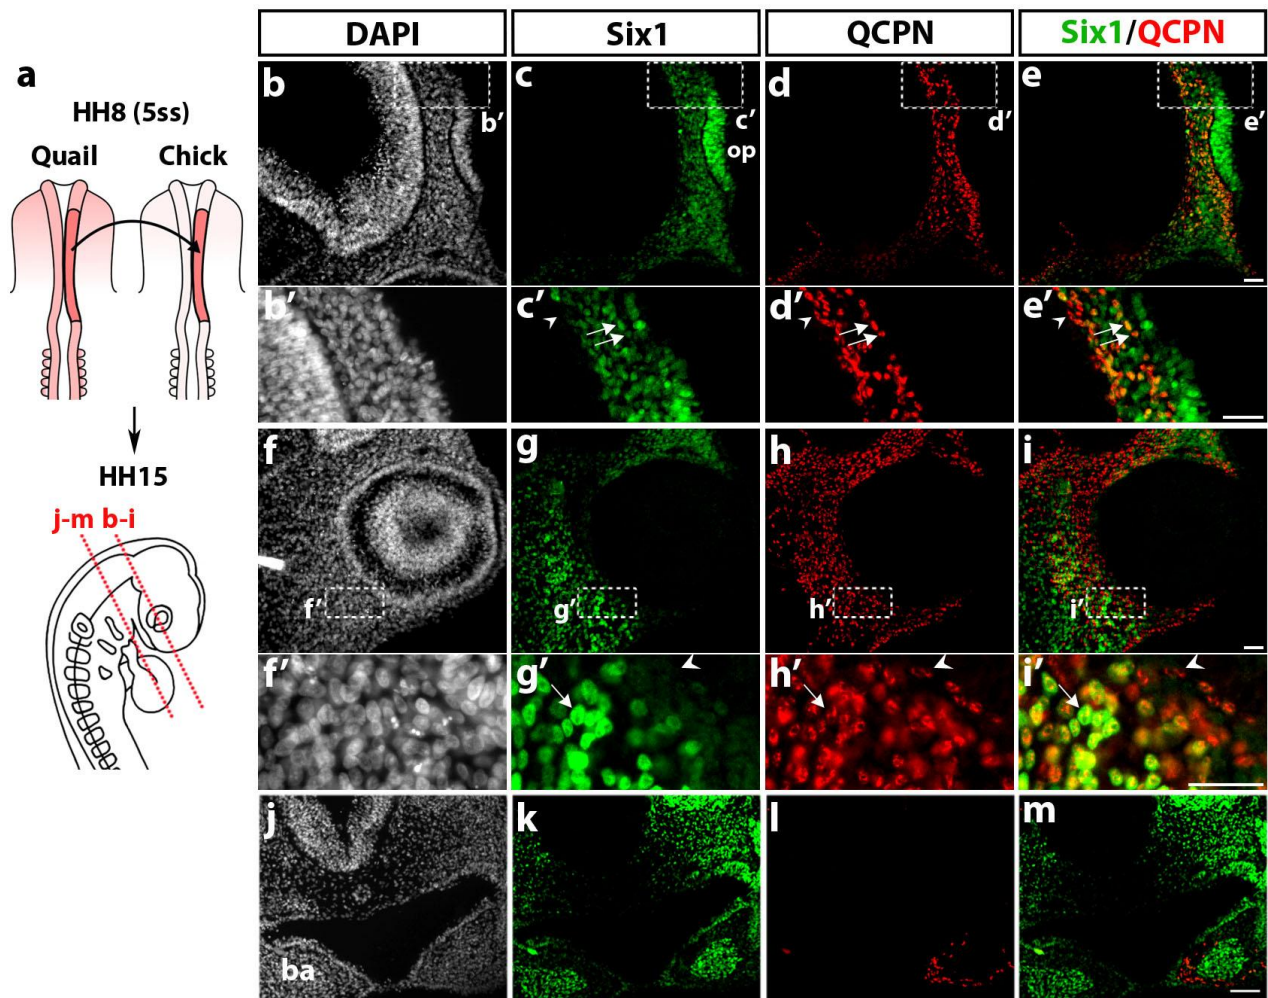 DAPI Six1 QCPN Six1/QCPN
a
HH8 (5ss)
Quail Chick
HH15
j-m b-i
b b′ c c′ op d d′ e e′
b′ c′ d′ e′
f f′ g g′ h h′ i i′
f′ g′ h′ i′
j ba k l m